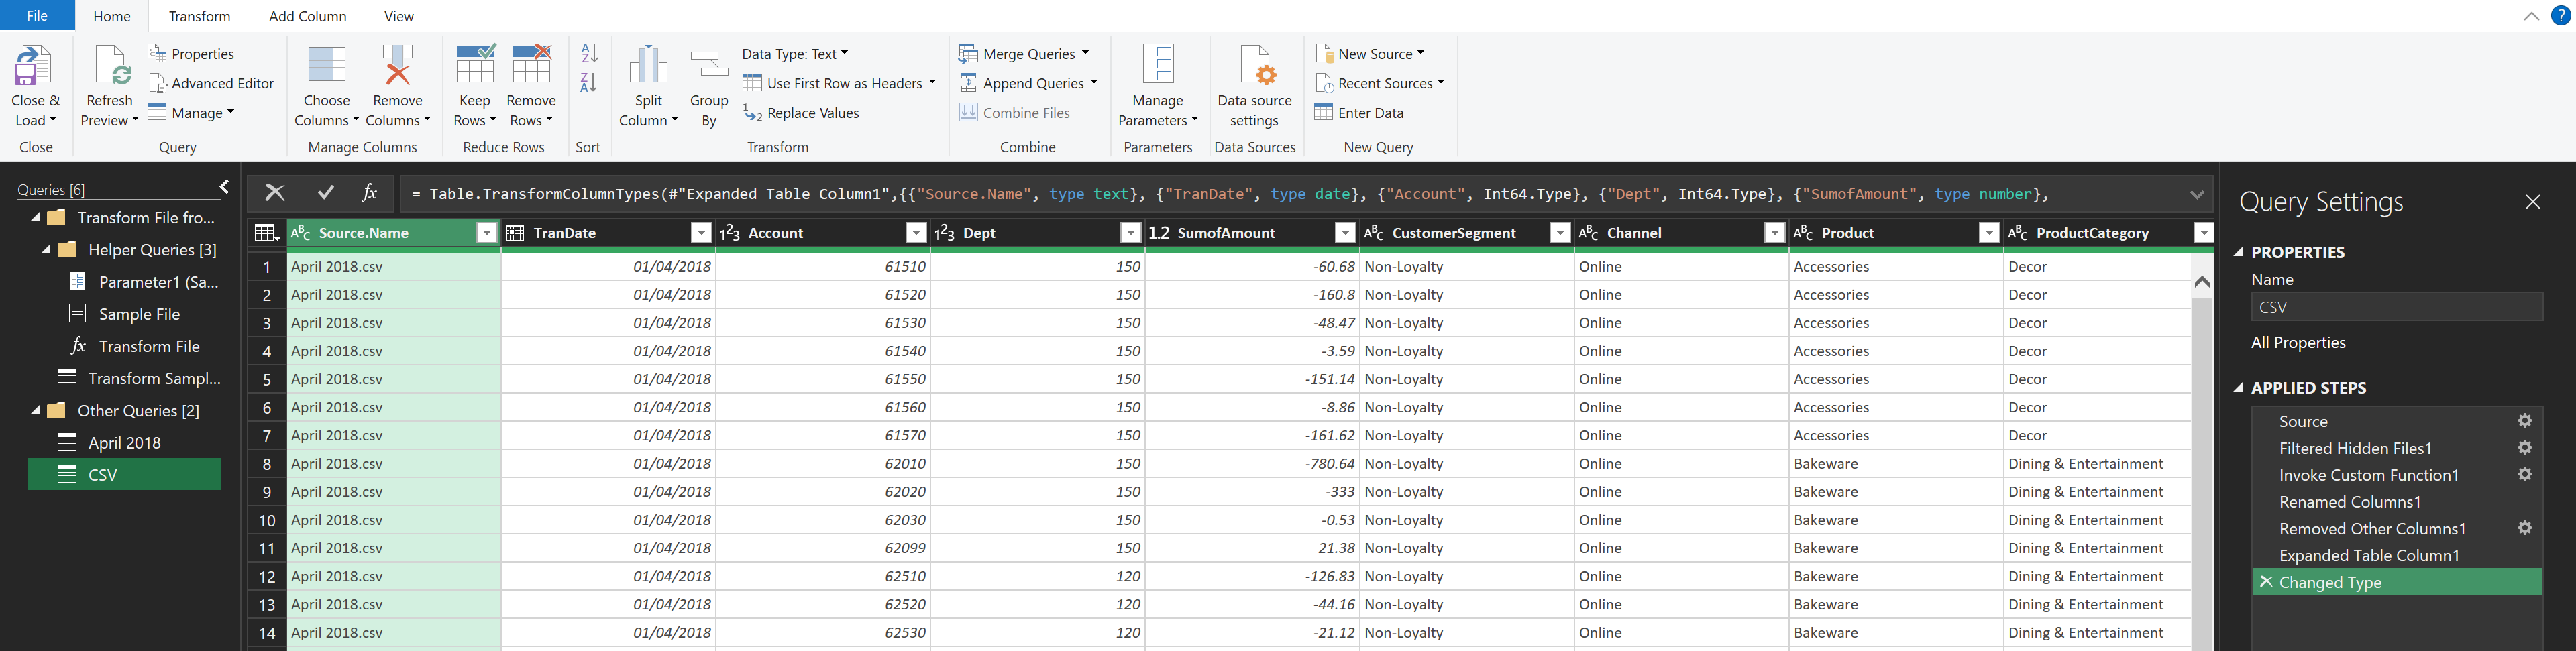 File
Home
Transform
Add Column
View
?
Close &
Load
Close
Refresh
Preview
Properties
Advanced Editor
Manage
Query
Choose
Columns
Remove
Columns
Manage Columns
Keep
Rows
Remove
Rows
Reduce Rows
A
Z
Z
A
Sort
Split
Column
Group
By
Data Type: Text
Use First Row as Headers
1
2
Replace Values
Transform
Merge Queries
Append Queries
Combine Files
Combine
Manage
Parameters
Parameters
Data source
settings
Data Sources
New Source
Recent Sources
Enter Data
New Query
Queries [6]
Transform File fro...
Helper Queries [3]
Parameter1 (Sa...
Sample File
fx Transform File
Transform Sampl...
Other Queries [2]
April 2018
CSV
fx
= Table.TransformColumnTypes(#"Expanded Table Column1",{{"Source.Name", type text}, {"TranDate", type date}, {"Account", Int64.Type}, {"Dept", Int64.Type}, {"SumofAmount", type number},
ABC Source.Name TranDate 123 Account 123 Dept 1.2 SumofAmount ABC CustomerSegment ABC Channel ABC Product ABC ProductCategory
1 April 2018.csv 01/04/2018 61510 150 -60.68 Non-Loyalty Online Accessories Decor
2 April 2018.csv 01/04/2018 61520 150 -160.8 Non-Loyalty Online Accessories Decor
3 April 2018.csv 01/04/2018 61530 150 -48.47 Non-Loyalty Online Accessories Decor
4 April 2018.csv 01/04/2018 61540 150 -3.59 Non-Loyalty Online Accessories Decor
5 April 2018.csv 01/04/2018 61550 150 -151.14 Non-Loyalty Online Accessories Decor
6 April 2018.csv 01/04/2018 61560 150 -8.86 Non-Loyalty Online Accessories Decor
7 April 2018.csv 01/04/2018 61570 150 -161.62 Non-Loyalty Online Accessories Decor
8 April 2018.csv 01/04/2018 62010 150 -780.64 Non-Loyalty Online Bakeware Dining & Entertainment
9 April 2018.csv 01/04/2018 62020 150 -333 Non-Loyalty Online Bakeware Dining & Entertainment
10 April 2018.csv 01/04/2018 62030 150 -0.53 Non-Loyalty Online Bakeware Dining & Entertainment
11 April 2018.csv 01/04/2018 62099 150 21.38 Non-Loyalty Online Bakeware Dining & Entertainment
12 April 2018.csv 01/04/2018 62510 120 -126.83 Non-Loyalty Online Bakeware Dining & Entertainment
13 April 2018.csv 01/04/2018 62520 120 -44.16 Non-Loyalty Online Bakeware Dining & Entertainment
14 April 2018.csv 01/04/2018 62530 120 -21.12 Non-Loyalty Online Bakeware Dining & Entertainment
Query Settings
PROPERTIES
Name
CSV
All Properties
APPLIED STEPS
Source
Filtered Hidden Files1
Invoke Custom Function1
Renamed Columns1
Removed Other Columns1
Expanded Table Column1
Changed Type